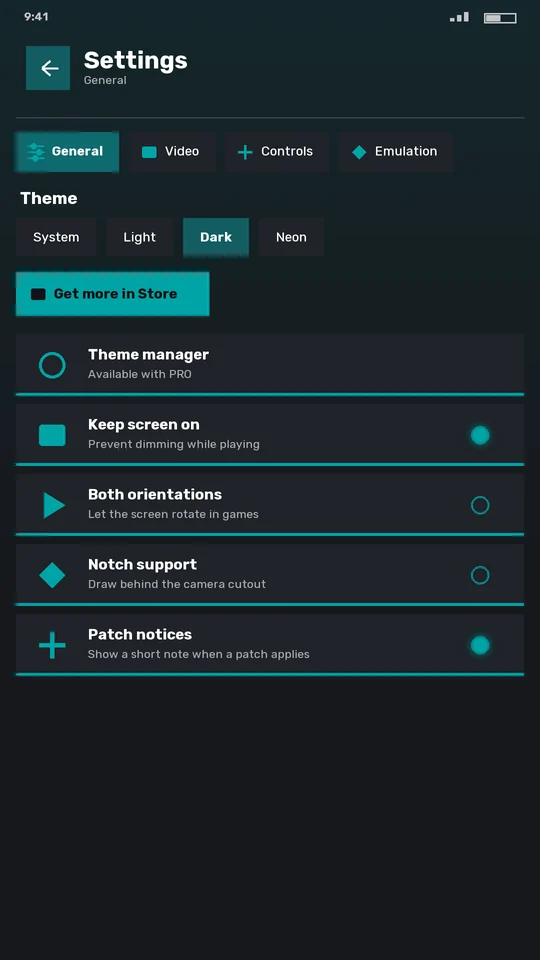 9:41
Settings
General
General
Video
Controls
Emulation
Theme
System
Light
Dark
Neon
Get more in Store
Theme manager
Available with PRO
Keep screen on
Prevent dimming while playing
Both orientations
Let the screen rotate in games
Notch support
Draw behind the camera cutout
Patch notices
Show a short note when a patch applies